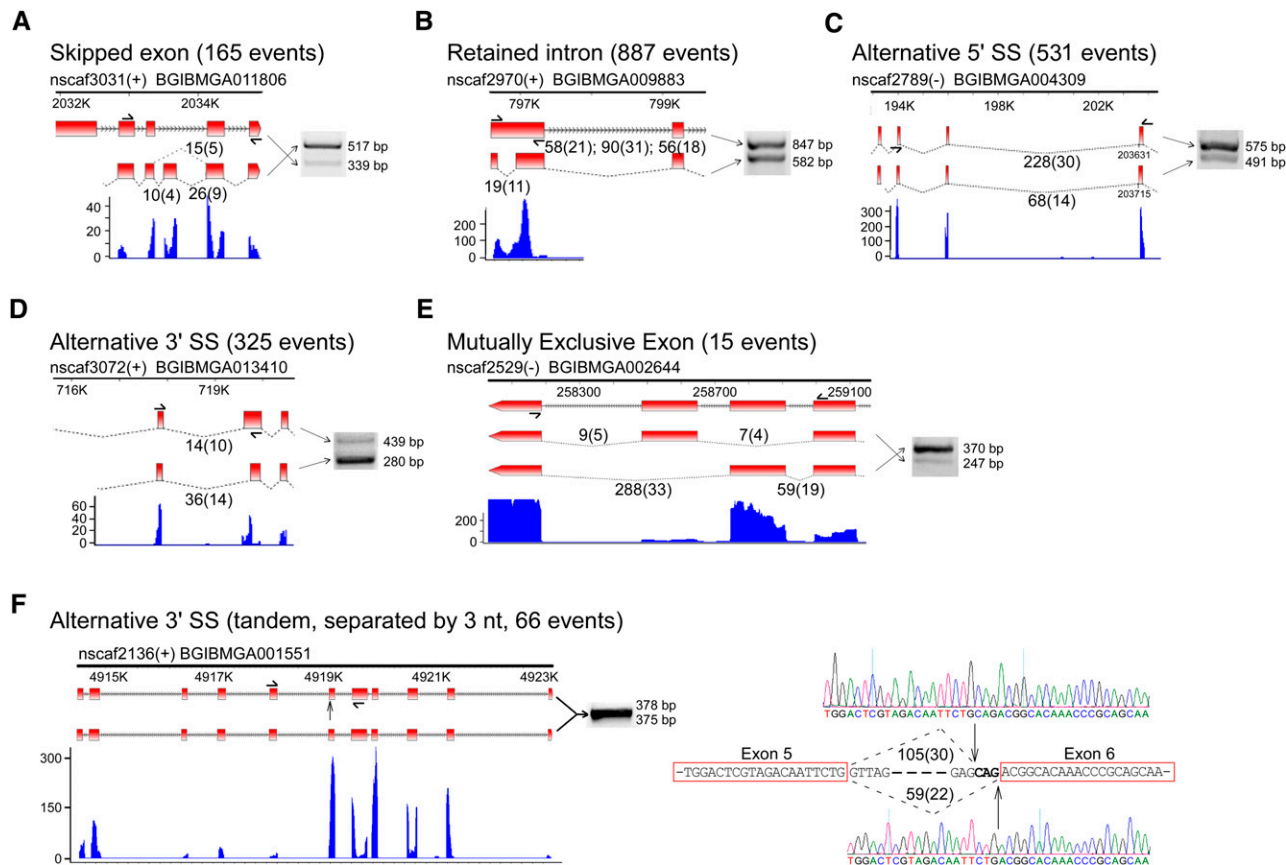 A
Skipped exon (165 events)
nscaf3031(+) BGIBMGA011806
2032K 2034K
15(5)
10(4) 26(9)
517 bp
339 bp
40
20
0
B
Retained intron (887 events)
nscaf2970(+) BGIBMGA009883
797K 799K
58(21); 90(31); 56(18)
19(11)
847 bp
582 bp
200
100
0
C
Alternative 5' SS (531 events)
nscaf2789(-) BGIBMGA004309
194K 198K 202K
228(30)
203631
68(14)
203715
575 bp
491 bp
300
200
100
0
D
Alternative 3' SS (325 events)
nscaf3072(+) BGIBMGA013410
716K 719K
14(10)
36(14)
439 bp
280 bp
60
40
20
0
E
Mutually Exclusive Exon (15 events)
nscaf2529(-) BGIBMGA002644
258300 258700 259100
9(5) 7(4)
288(33) 59(19)
370 bp
247 bp
200
0
F
Alternative 3' SS (tandem, separated by 3 nt, 66 events)
nscaf2136(+) BGIBMGA001551
4915K 4917K 4919K 4921K 4923K
378 bp
375 bp
300
150
0
TGGACTCGTAGACAATTCTGCAGACGGCACAAACCCGCAGCAA
Exon 5 105(30) Exon 6
-TGGACTCGTAGACAATTCTG GTTAG GAGCAG ACGGCACAAACCCGCAGCAA-
59(22)
TGGACTCGTAGACAATTCTGACGGCACAAACCCGCAGCAA